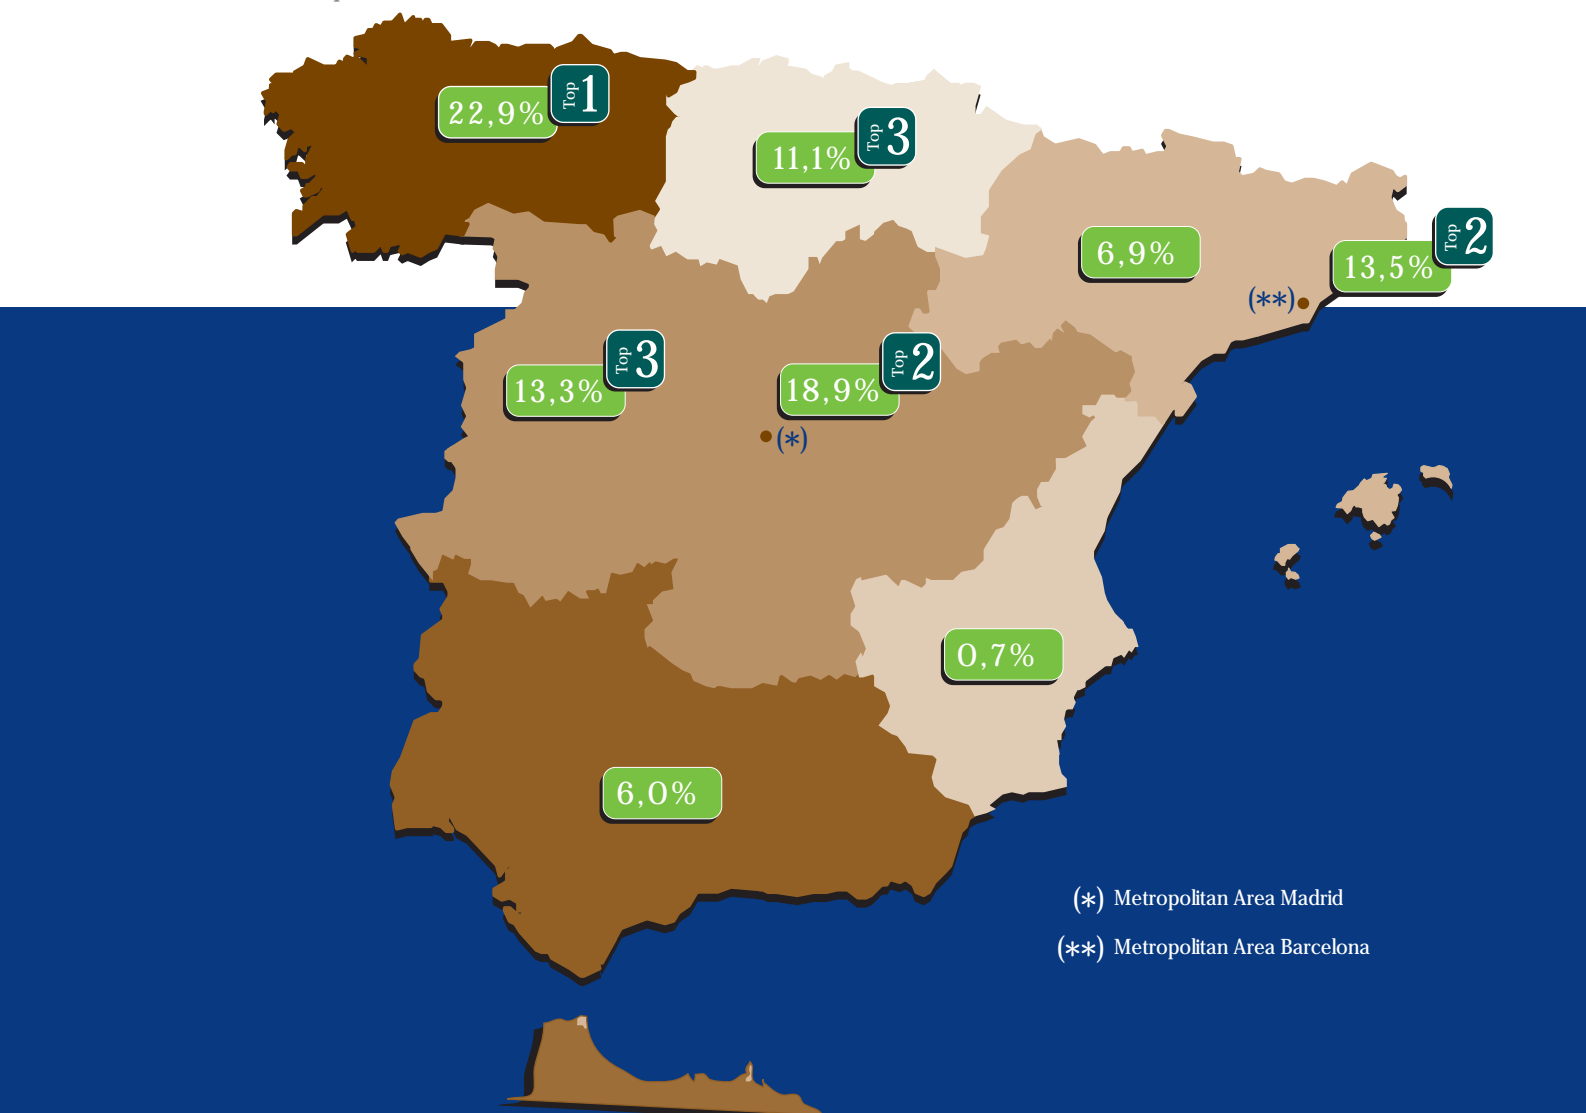 22,9%
Top 1
11,1%
Top 3
6,9%
13,5%
Top 2
(**)
13,3%
Top 3
18,9%
Top 2
(*)
0,7%
6,0%
(*) Metropolitan Area Madrid
(**) Metropolitan Area Barcelona